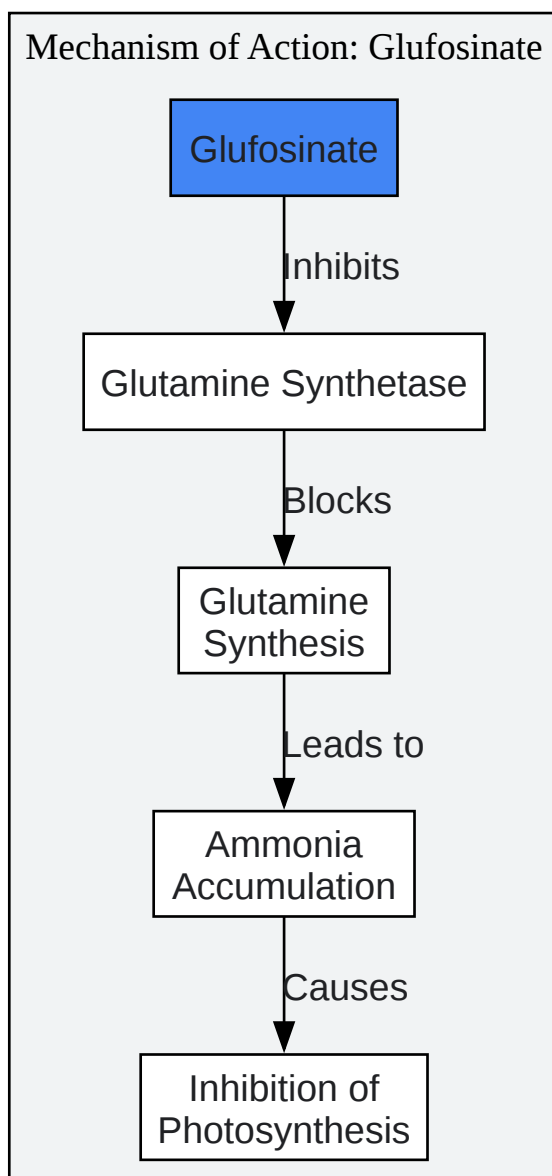 Mechanism of Action: Glufosinate
Glufosinate
Inhibits
Glutamine Synthetase
Blocks
Glutamine
Synthesis
Leads to
Ammonia
Accumulation
Causes
Inhibition of
Photosynthesis